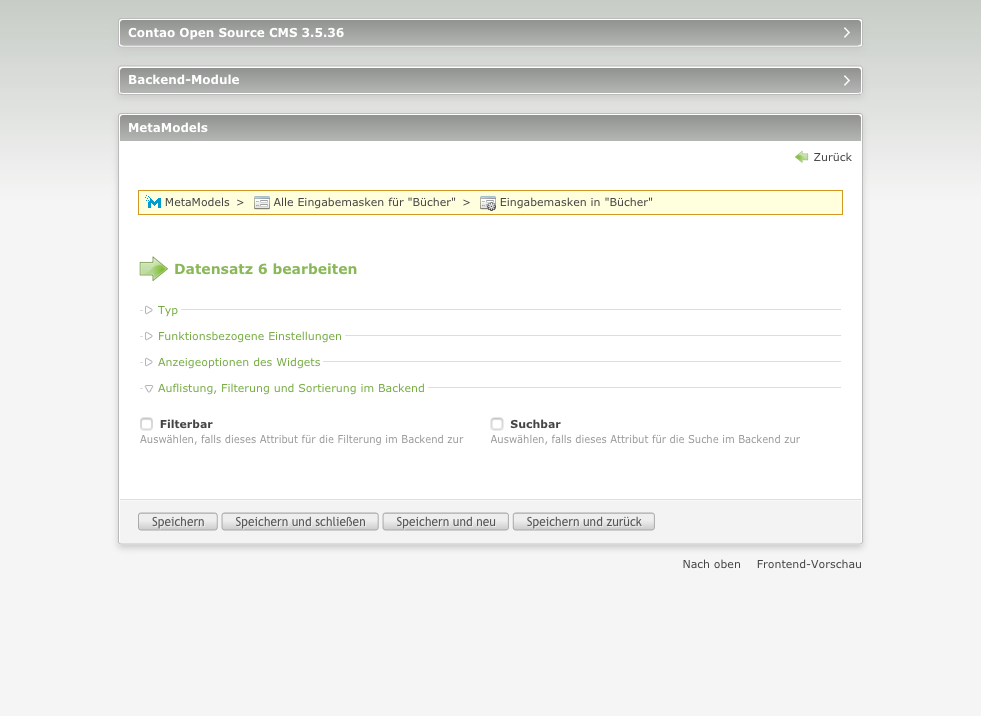 Contao Open Source CMS 3.5.36
Backend-Module
MetaModels
Zurück
MetaModels > Alle Eingabemasken für "Bücher" > Eingabemasken in "Bücher"
Datensatz 6 bearbeiten
Typ
Funktionsbezogene Einstellungen
Anzeigeoptionen des Widgets
Auflistung, Filterung und Sortierung im Backend
Filterbar Suchbar
Auswählen, falls dieses Attribut für die Filterung im Backend zur Auswählen, falls dieses Attribut für die Suche im Backend zur
Speichern Speichern und schließen Speichern und neu Speichern und zurück
Nach oben Frontend-Vorschau